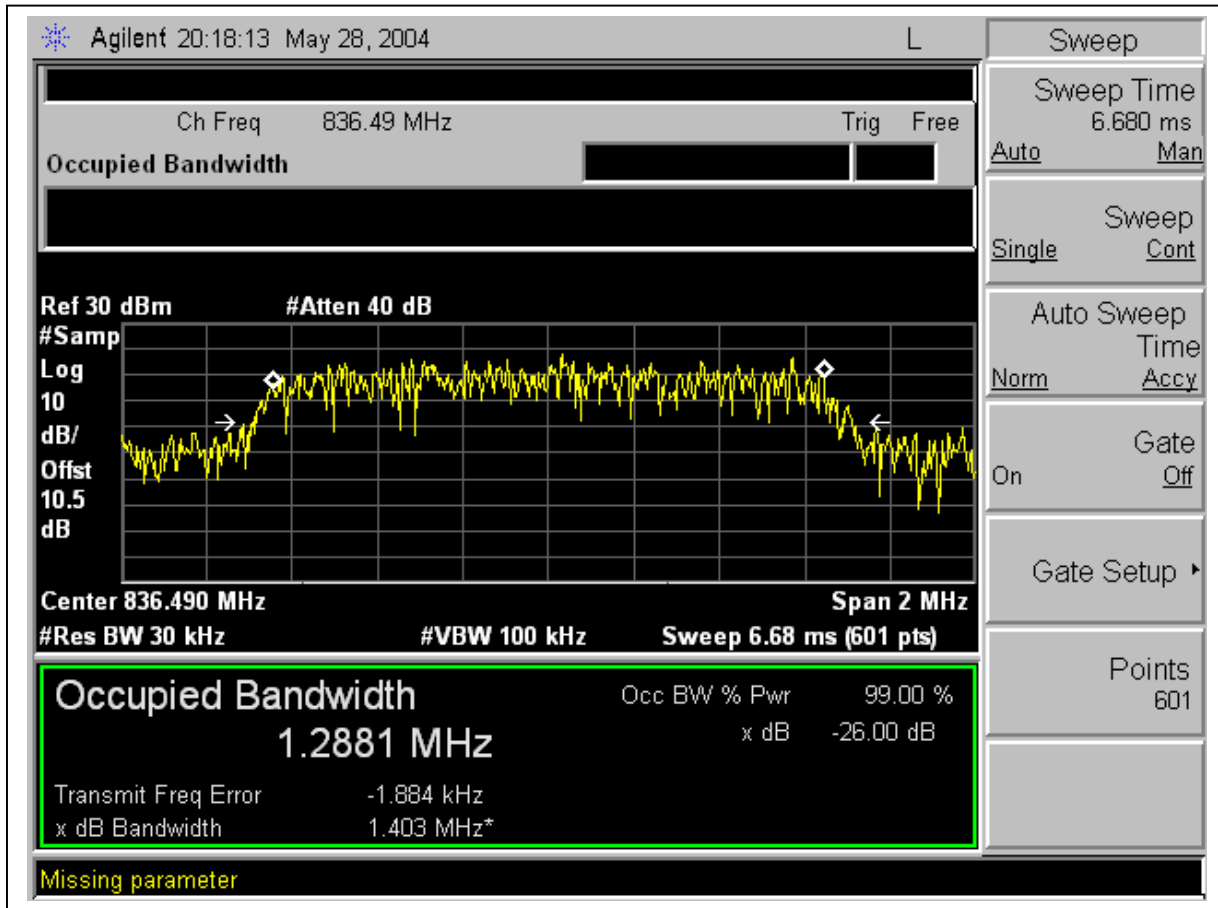 Agilent 20:18:13 May 28, 2004 L
Ch Freq 836.49 MHz Trig Free
Occupied Bandwidth
Ref 30 dBm #Atten 40 dB
#Samp
Log
10
dB/
Offst
10.5
dB
Center 836.490 MHz Span 2 MHz
#Res BW 30 kHz #VBW 100 kHz Sweep 6.68 ms (601 pts)
Occupied Bandwidth Occ BW % Pwr 99.00 %
1.2881 MHz x dB -26.00 dB
Transmit Freq Error -1.884 kHz
x dB Bandwidth 1.403 MHz*
Missing parameter
Sweep
Sweep Time
6.680 ms
Auto Man
Sweep
Single Cont
Auto Sweep
Time
Norm Accy
Gate
On Off
Gate Setup
Points
601